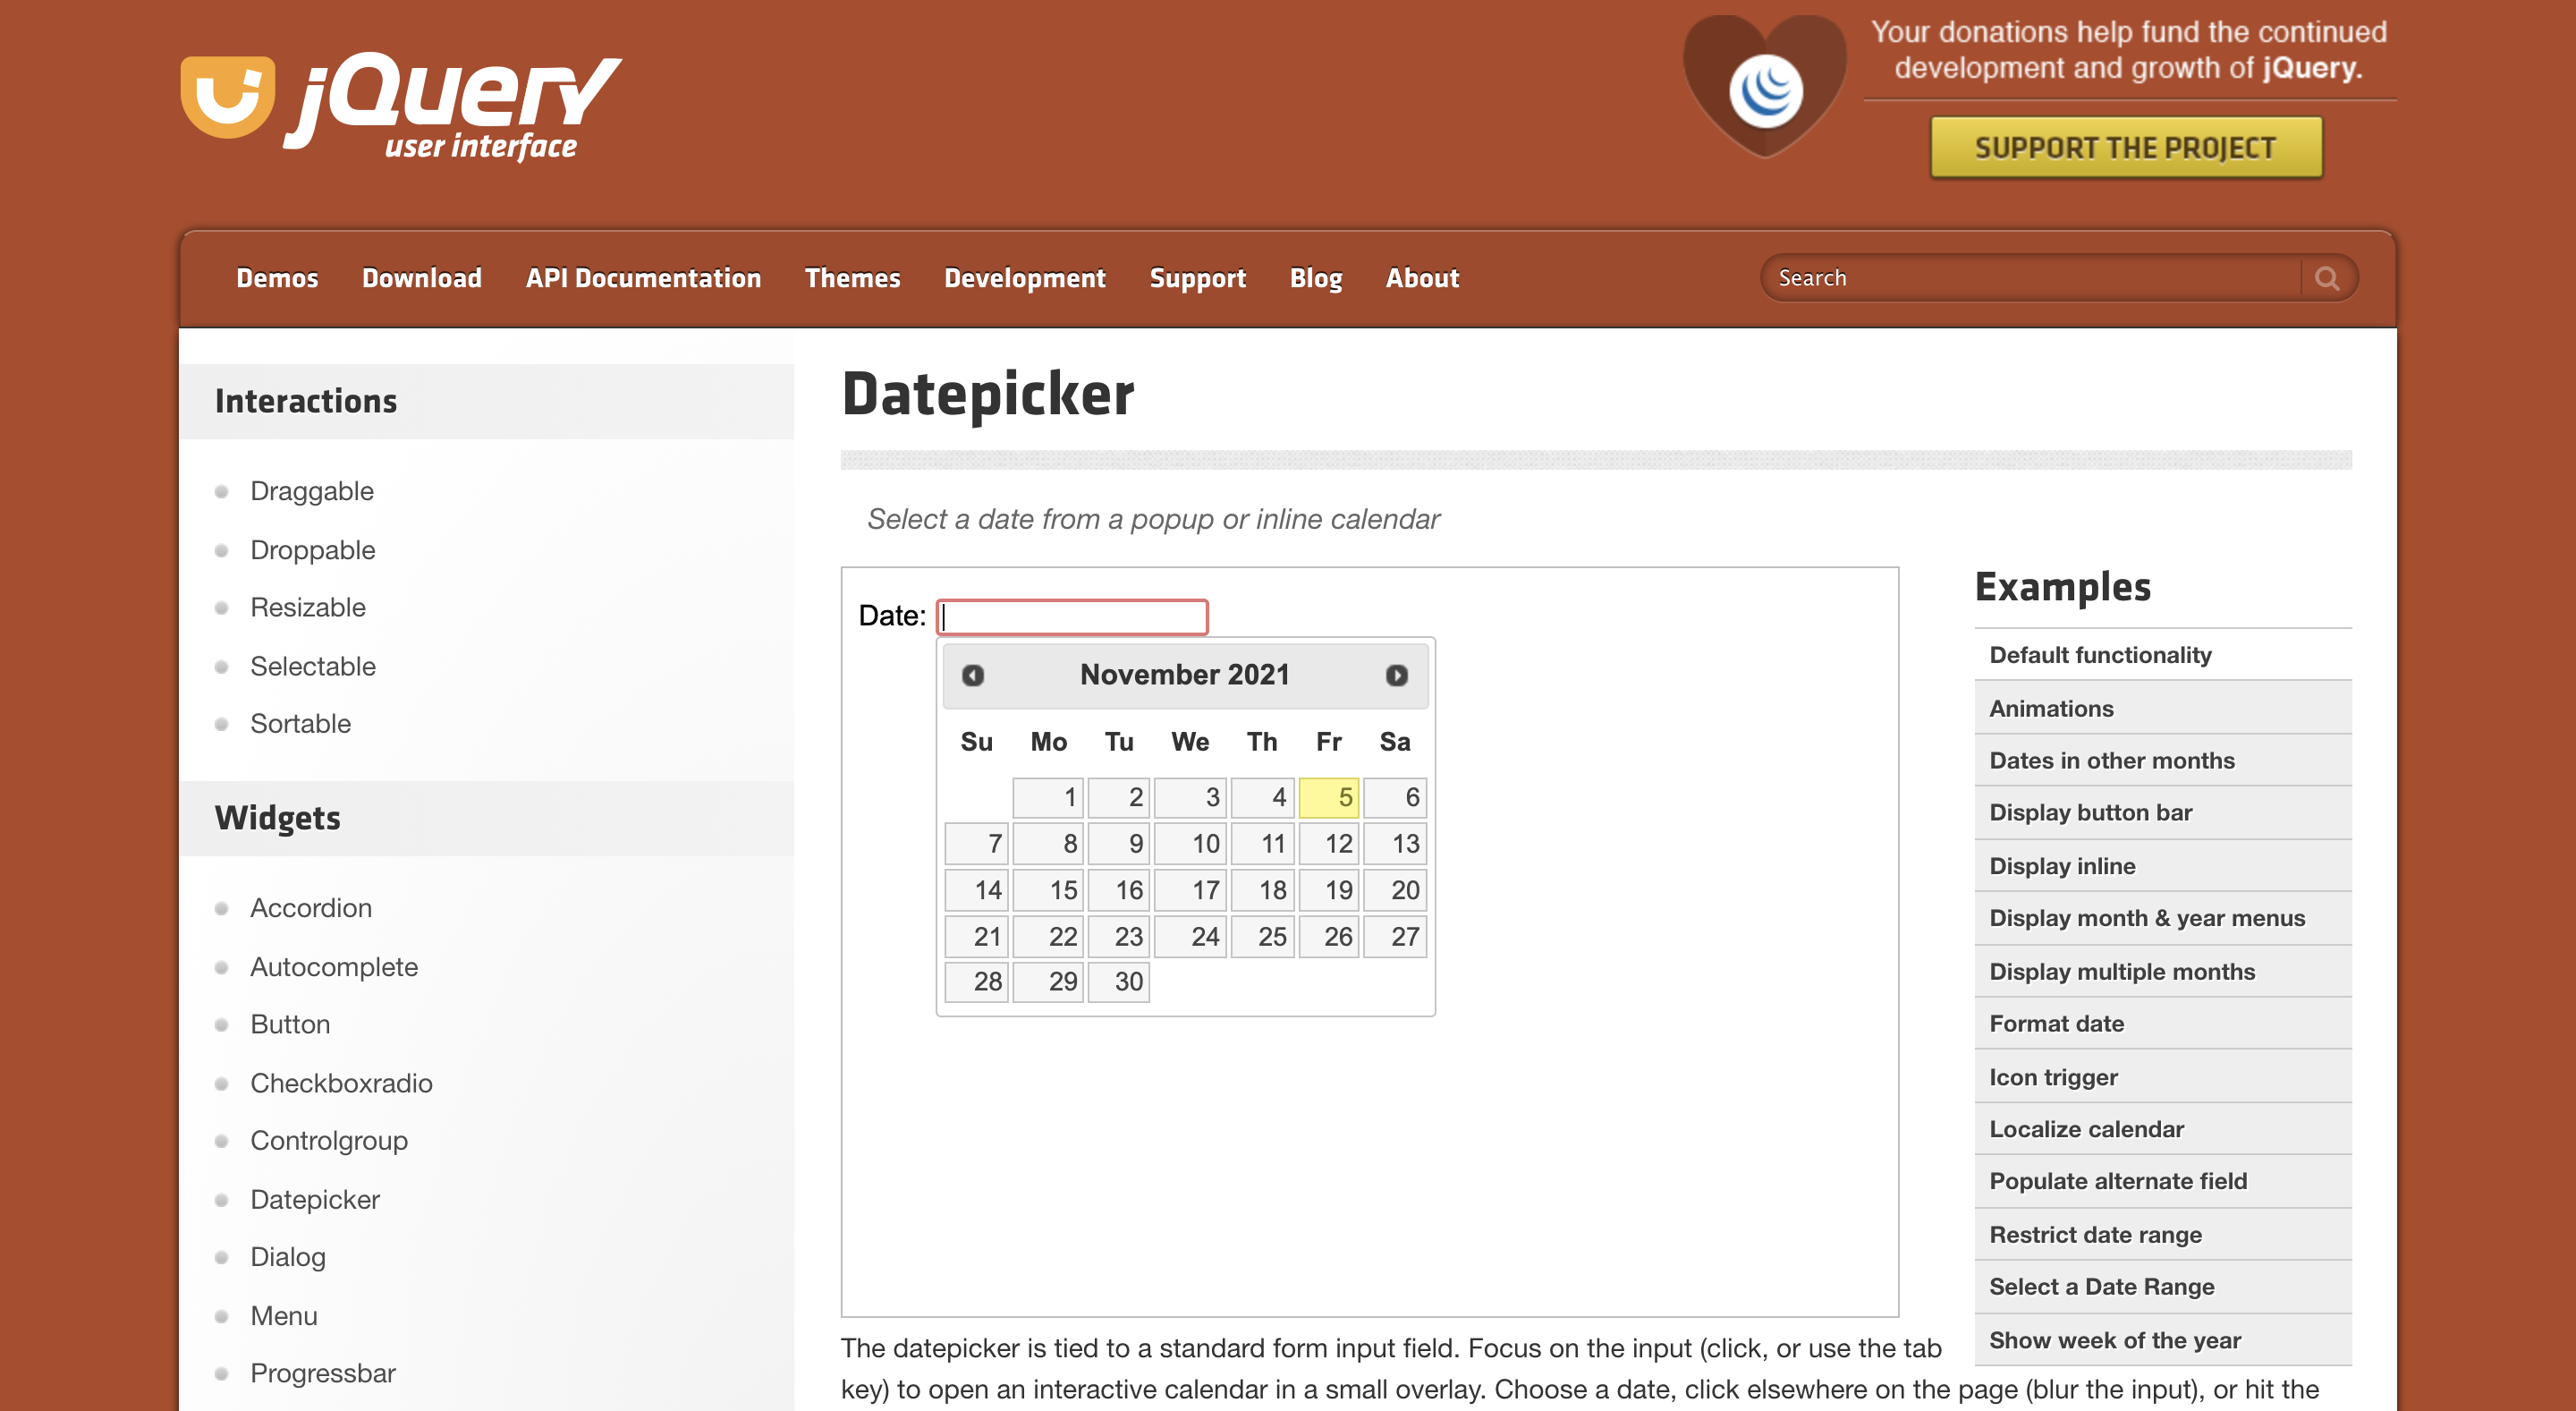 jQuery
user interface
Your donations help fund the continued
development and growth of jQuery.
SUPPORT THE PROJECT
Demos Download API Documentation Themes Development Support Blog About Search
Interactions
Draggable
Droppable
Resizable
Selectable
Sortable
Widgets
Accordion
Autocomplete
Button
Checkboxradio
Controlgroup
Datepicker
Dialog
Menu
Progressbar
Datepicker
Select a date from a popup or inline calendar
Date:
November 2021
Su Mo Tu We Th Fr Sa
1 2 3 4 5 6
7 8 9 10 11 12 13
14 15 16 17 18 19 20
21 22 23 24 25 26 27
28 29 30
The datepicker is tied to a standard form input field. Focus on the input (click, or use the tab
key) to open an interactive calendar in a small overlay. Choose a date, click elsewhere on the page (blur the input), or hit the
Examples
Default functionality
Animations
Dates in other months
Display button bar
Display inline
Display month & year menus
Display multiple months
Format date
Icon trigger
Localize calendar
Populate alternate field
Restrict date range
Select a Date Range
Show week of the year